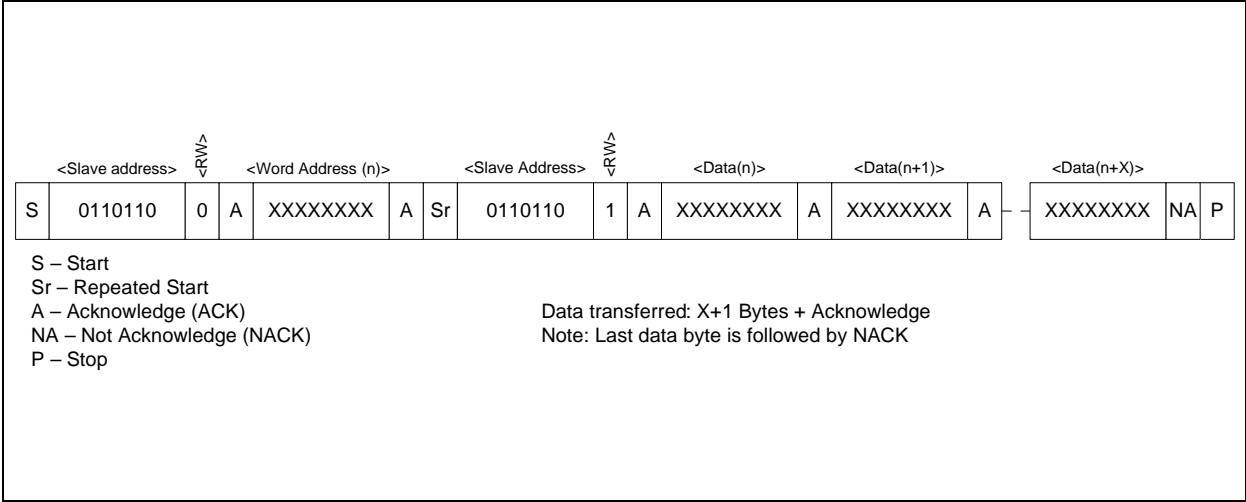 <Slave address> <RW> <Word Address (n)> <Slave Address> <RW> <Data(n)> <Data(n+1)> <Data(n+X)>
S 0110110 0 A XXXXXXXX A Sr 0110110 1 A XXXXXXXX A XXXXXXXX A XXXXXXXX NA P
S – Start
Sr – Repeated Start
A – Acknowledge (ACK) Data transferred: X+1 Bytes + Acknowledge
NA – Not Acknowledge (NACK) Note: Last data byte is followed by NACK
P – Stop